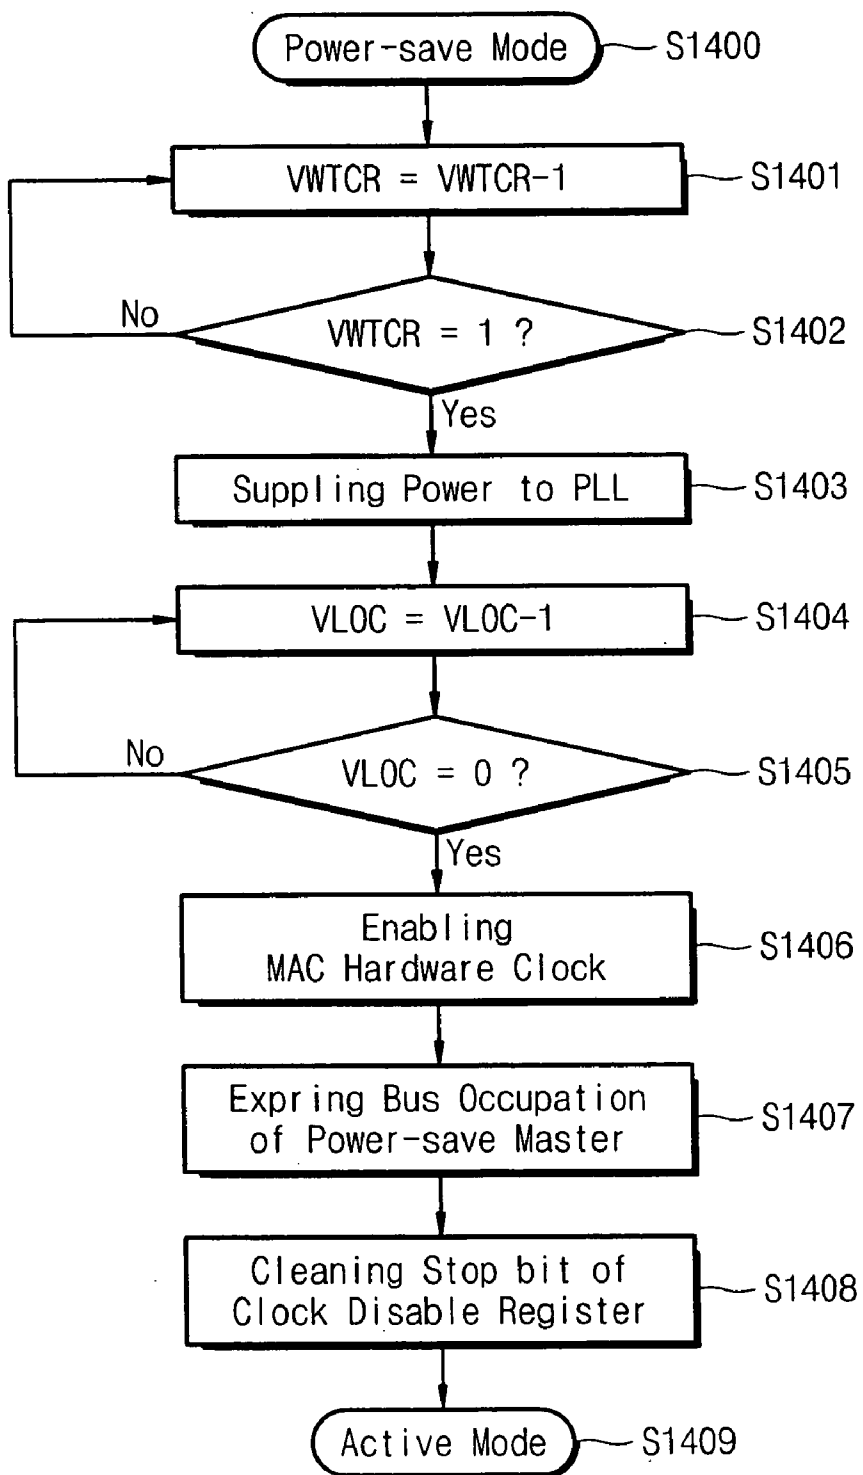 Power-save Mode S1400
VWTCR = VWTCR-1 S1401
No
VWTCR = 1 ? S1402
Yes
Suppling Power to PLL S1403
VLOC = VLOC-1 S1404
No
VLOC = 0 ? S1405
Yes
Enabling
MAC Hardware Clock S1406
Expring Bus Occupation
of Power-save Master S1407
Cleaning Stop bit of
Clock Disable Register S1408
Active Mode S1409